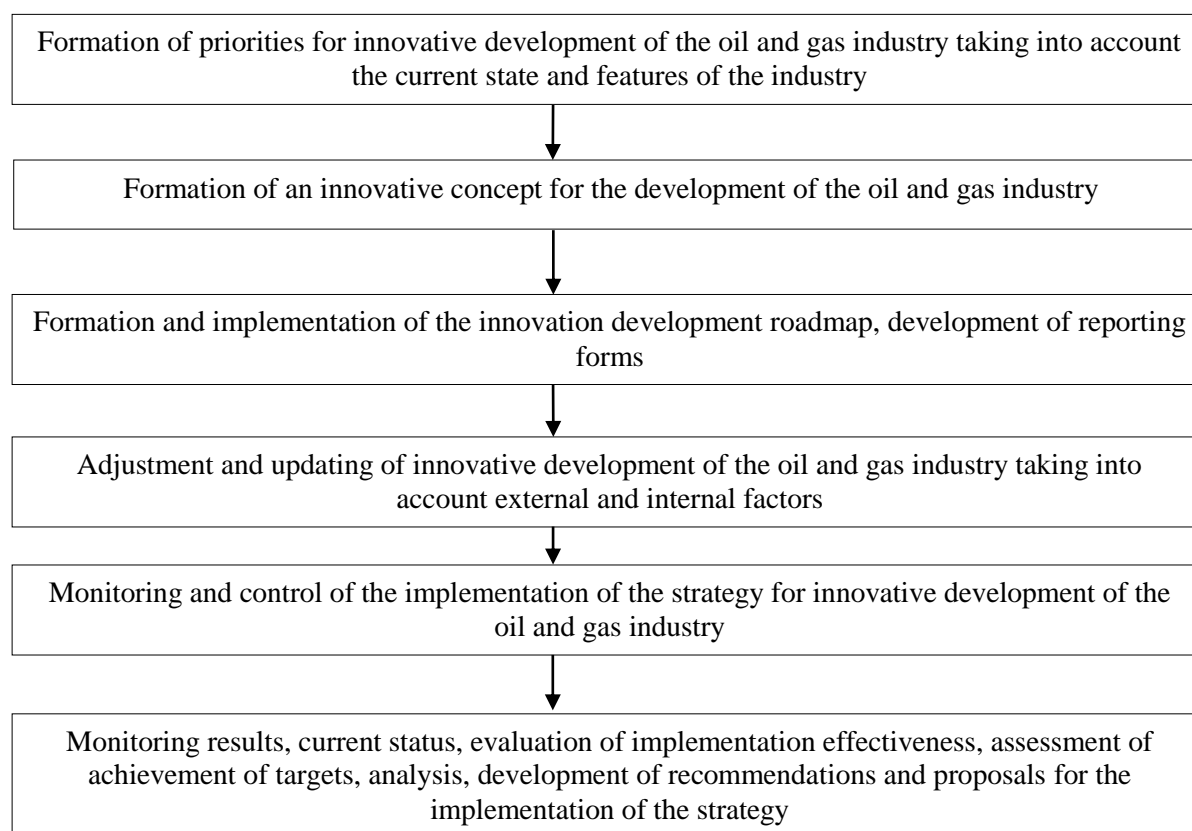 Formation of priorities for innovative development of the oil and gas industry taking into account
the current state and features of the industry
Formation of an innovative concept for the development of the oil and gas industry
Formation and implementation of the innovation development roadmap, development of reporting
forms
Adjustment and updating of innovative development of the oil and gas industry taking into
account external and internal factors
Monitoring and control of the implementation of the strategy for innovative development of the
oil and gas industry
Monitoring results, current status, evaluation of implementation effectiveness, assessment of
achievement of targets, analysis, development of recommendations and proposals for the
implementation of the strategy